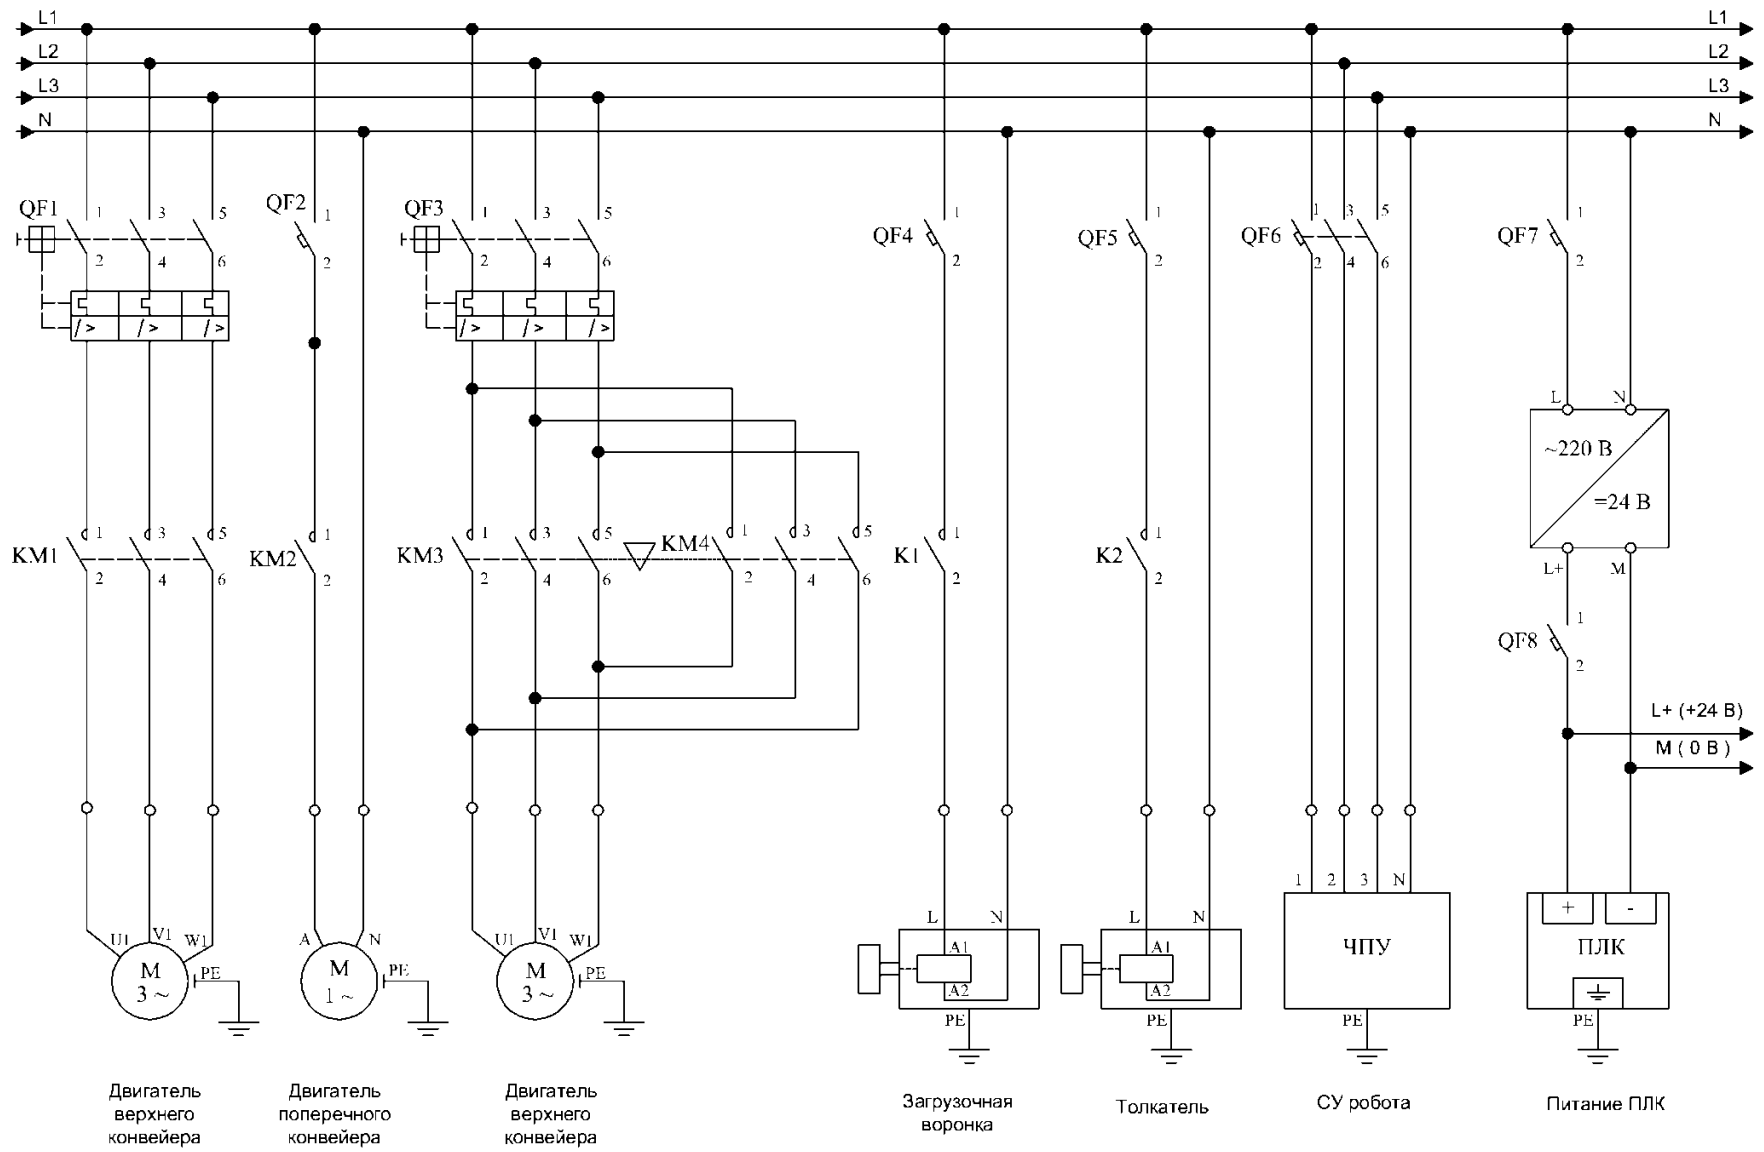 L1 L1
L2 L2
L3 L3
N N
QF1 1 3 5
2 4 6
QF2 1
2
QF3 1 3 5
2 4 6
QF4 1
2
QF5 1
2
QF6 1 3 5
2 4 6
QF7 1
2
/> /> />
/> /> />
L N
~220 В
=24 В
L+ M
KM1 1 3 5
2 4 6
KM2 1
2
KM3 1 3 5
2 4 6
KM4 1 3 5
2 4 6
K1 1
2
K2 1
2
QF8 1
2
L+ (+24 В)
M ( 0 В )
U1 V1 W1
M
3 ~
PE
A N
M
1 ~
PE
U1 V1 W1
M
3 ~
PE
L N
A1
A2
PE
L N
A1
A2
PE
1 2 3 N
ЧПУ
PE
+ -
ПЛК
PE
Двигатель
верхнего
конвейера
Двигатель
поперечного
конвейера
Двигатель
верхнего
конвейера
Загрузочная
воронка
Толкатель
СУ робота
Питание ПЛК